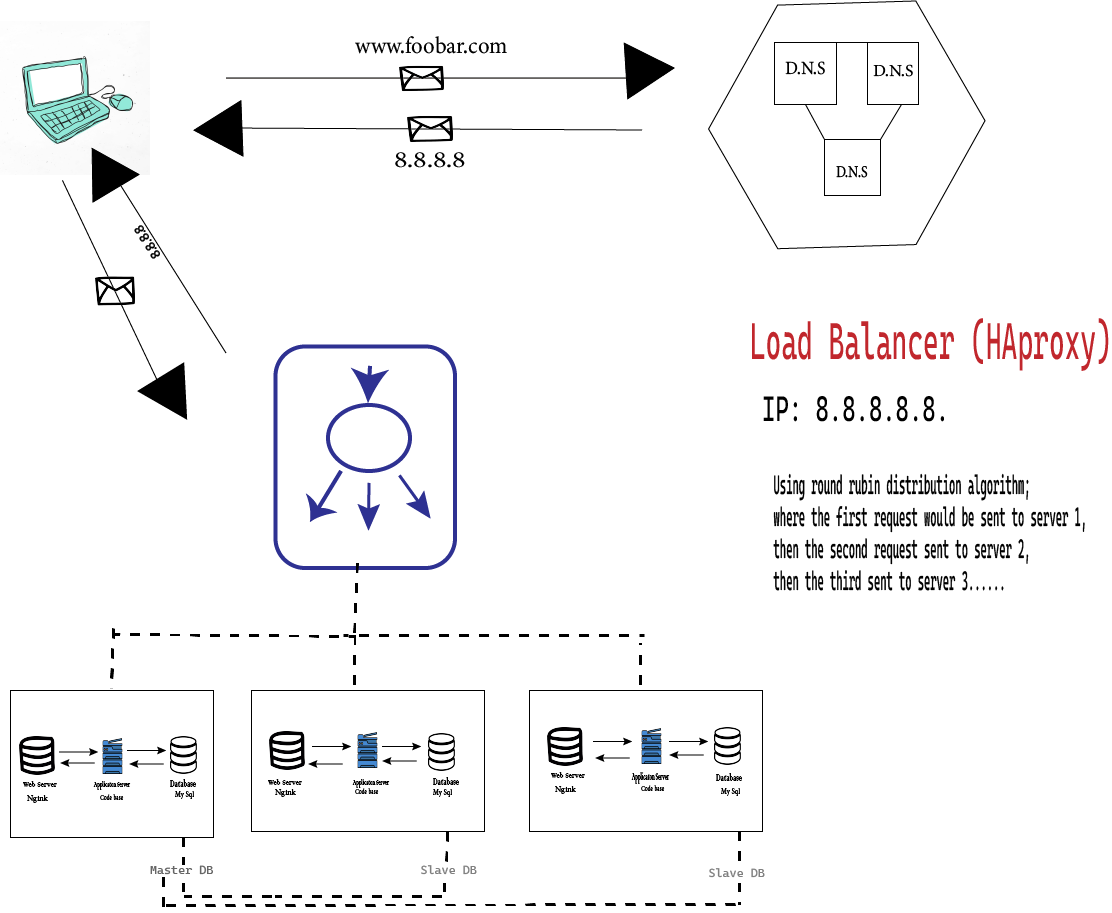 www.foobar.com
8.8.8.8
D.N.S
D.N.S
D.N.S
8.8.8.8
Load Balancer (HAproxy)
IP: 8.8.8.8.8.
Using round rubin distribution algorithm;
where the first request would be sent to server 1,
then the second request sent to server 2,
then the third sent to server 3......
Web Server
Ngink
Applicaton Server
Code base
Database
My Sql
Web Server
Ngink
Applicaton Server
Code base
Database
My Sql
Web Server
Ngink
Applicaton Server
Code base
Database
My Sql
Master DB
Slave DB
Slave DB